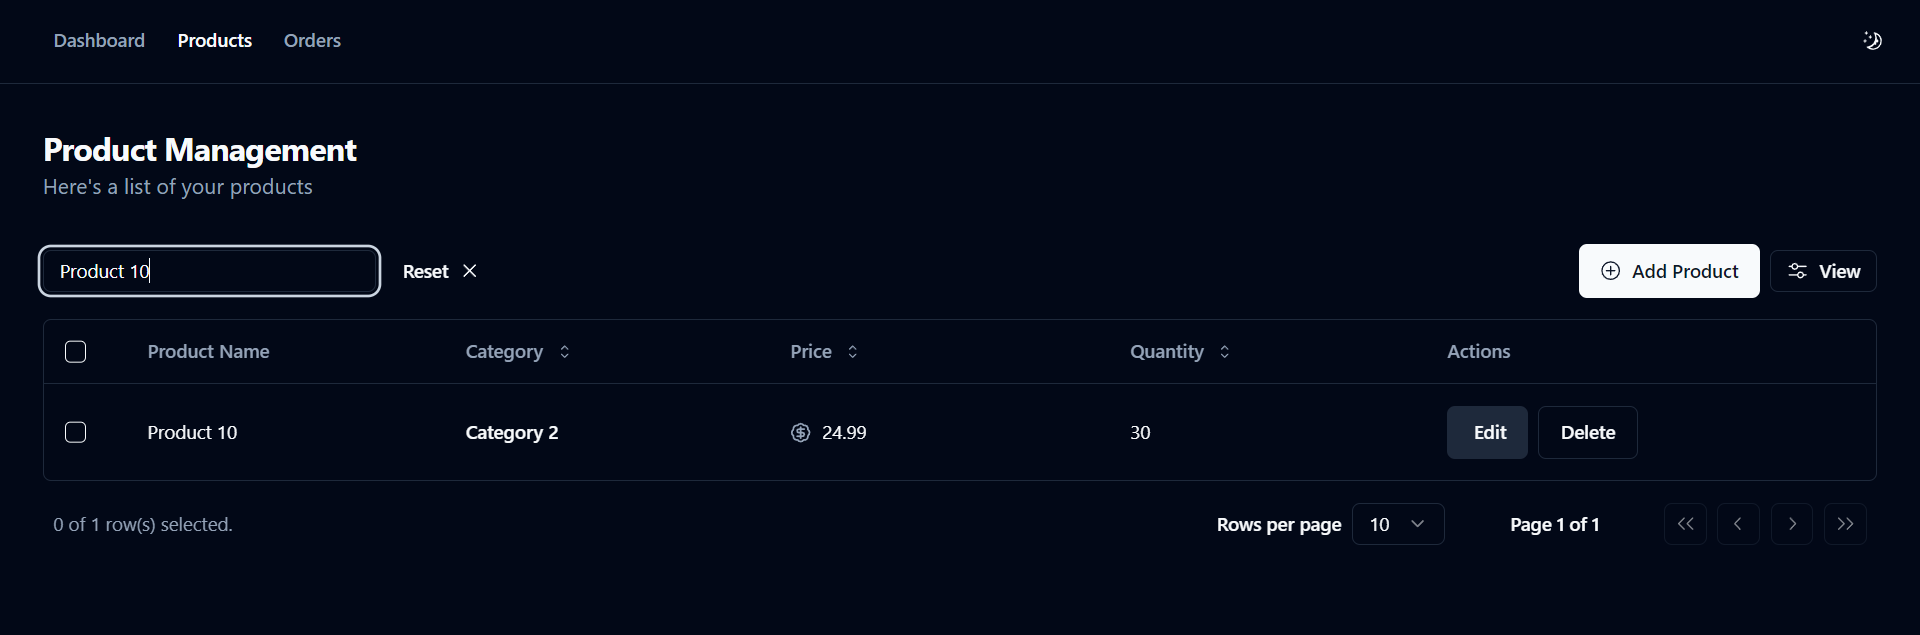 Dashboard Products Orders
Product Management
Here's a list of your products
Product 10 Reset Add Product View
Product Name Category Price Quantity Actions
Product 10 Category 2 24.99 30 Edit Delete
0 of 1 row(s) selected. Rows per page 10 Page 1 of 1